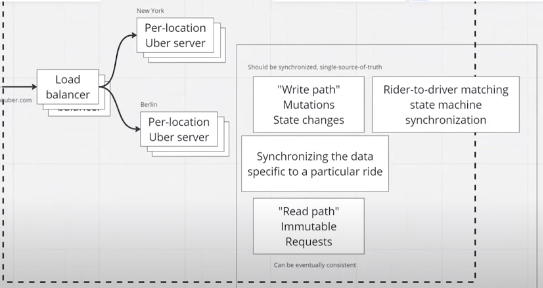 New York
Per-location
Uber server
Load
balancer
balancer
uber.com
Berlin
Per-location
Uber server
Should be synchronized, single-source-of-truth
"Write path"
Mutations
State changes
Rider-to-driver matching
state machine
synchronization
Synchronizing the data
specific to a particular ride
"Read path"
Immutable
Requests
Can be eventually consistent